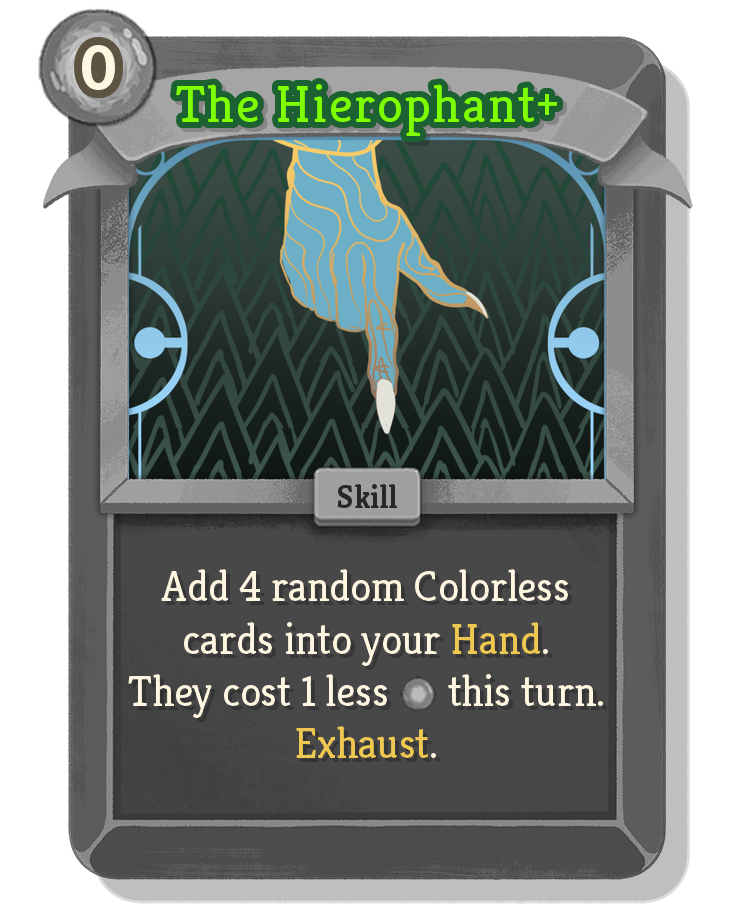 0
The Hierophant+
Skill
Add 4 random Colorless
cards into your Hand.
They cost 1 less this turn.
Exhaust.